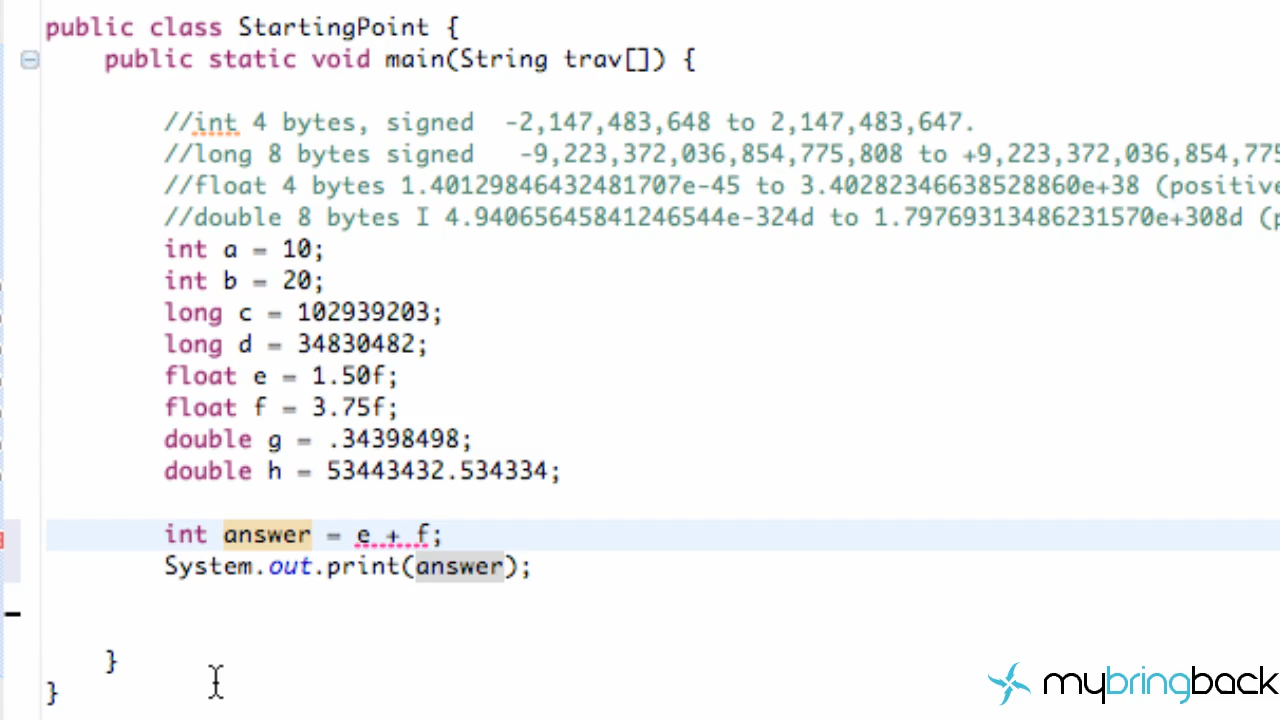 public class StartingPoint {
public static void main(String trav[]) {
//int 4 bytes, signed  -2,147,483,648 to 2,147,483,647.
//long 8 bytes signed   -9,223,372,036,854,775,808 to +9,223,372,036,854,775
//float 4 bytes 1.40129846432481707e-45 to 3.40282346638528860e+38 (positive
//double 8 bytes I 4.94065645841246544e-324d to 1.79769313486231570e+308d (p
int a = 10;
int b = 20;
long c = 102939203;
long d = 34830482;
float e = 1.50f;
float f = 3.75f;
double g = .34398498;
double h = 53443432.534334;
int answer = e + f;
System.out.print(answer);
}
}
mybringback